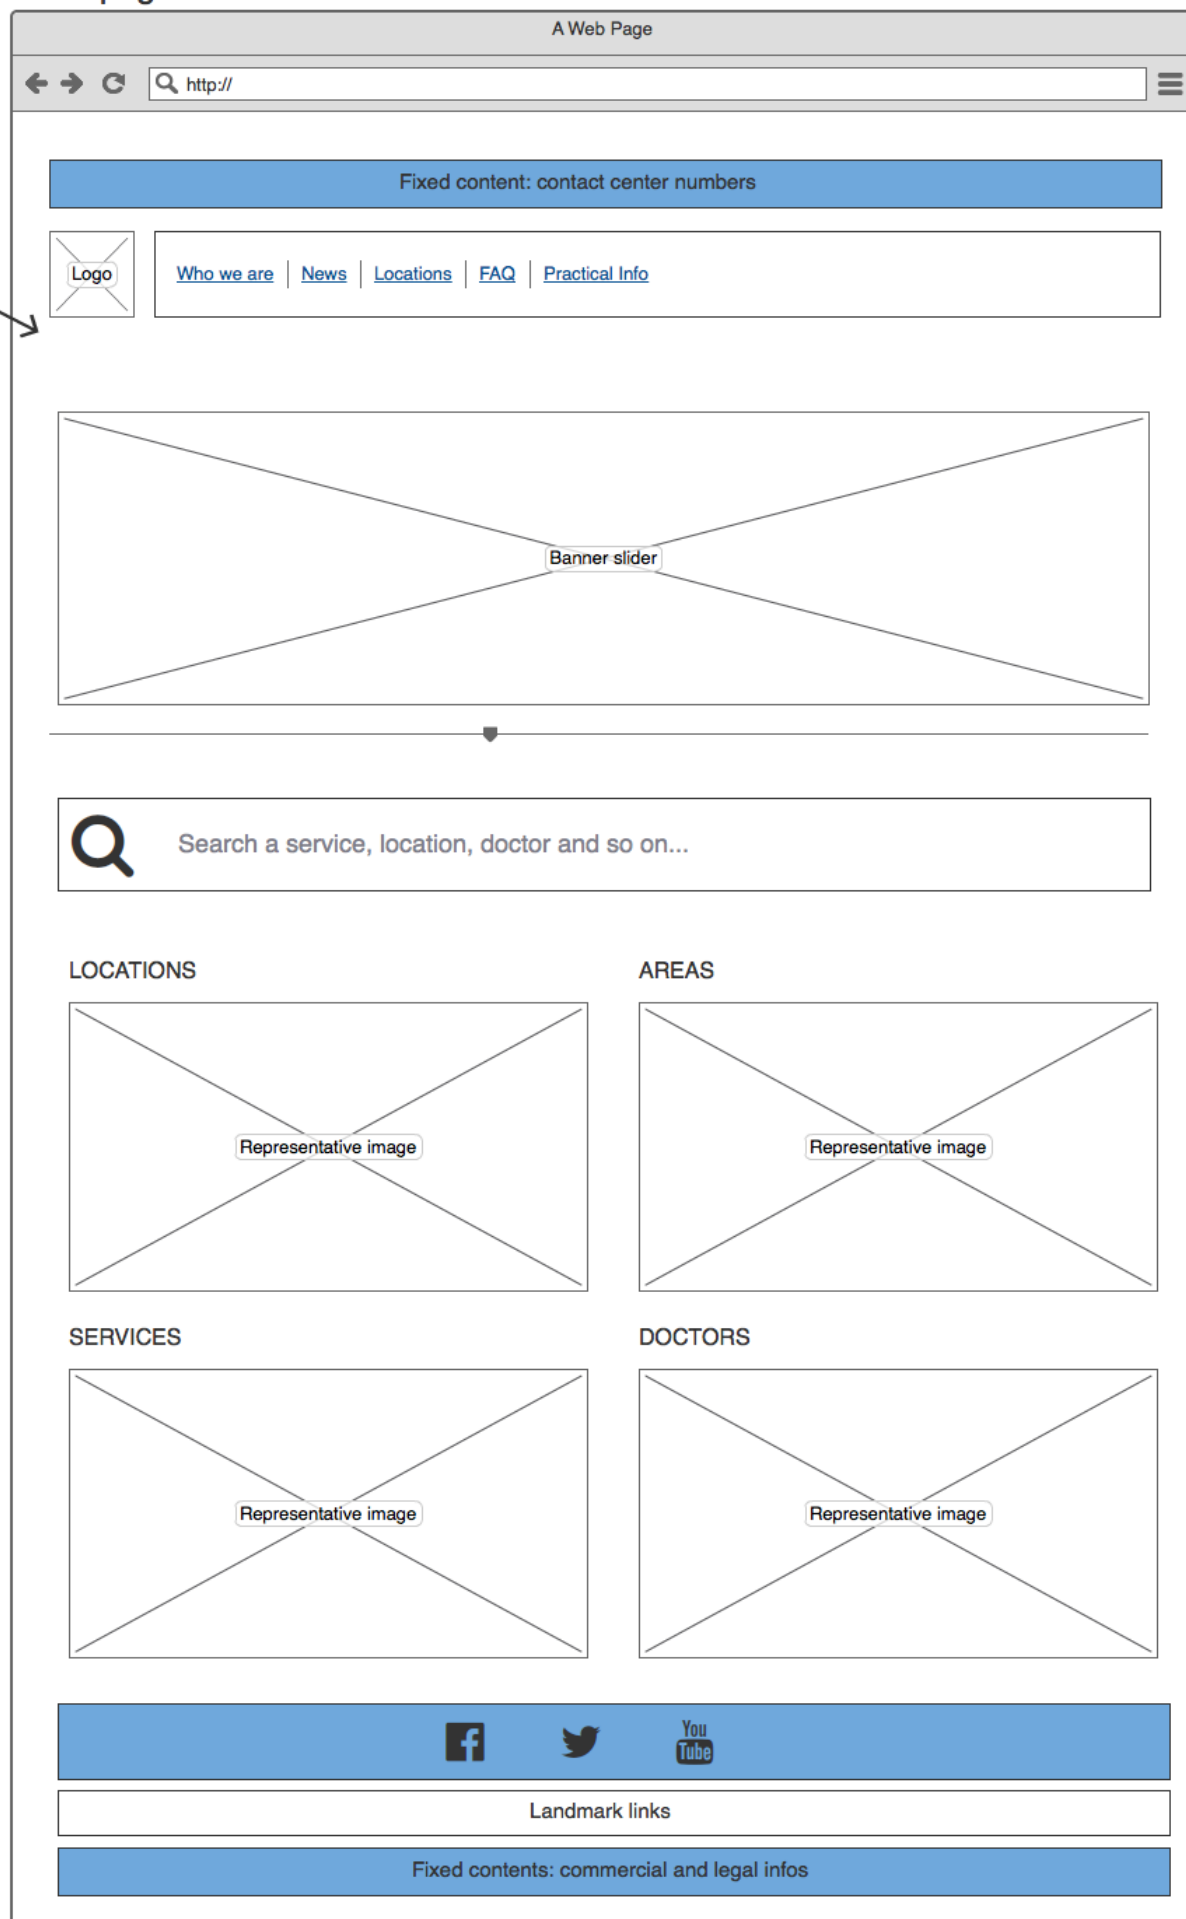 A Web Page
http://
Fixed content: contact center numbers
Logo
Who we are News Locations FAQ Practical Info
Banner slider
Search a service, location, doctor and so on...
LOCATIONS AREAS
Representative image Representative image
SERVICES DOCTORS
Representative image Representative image
You
Tube
Landmark links
Fixed contents: commercial and legal infos